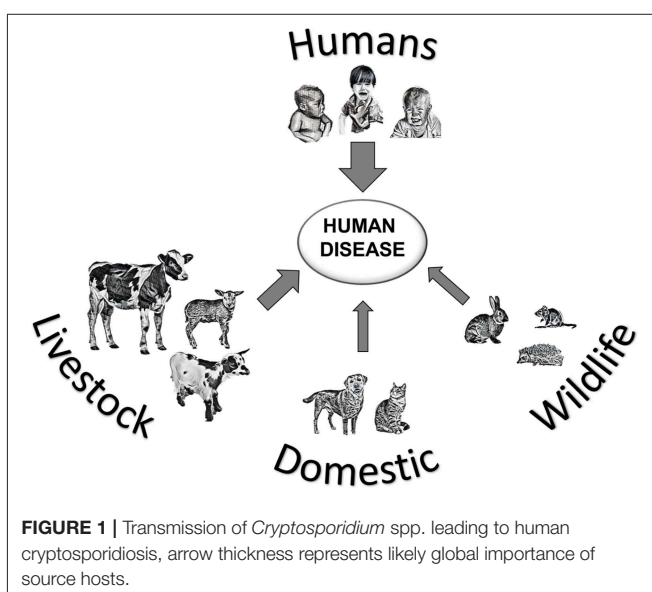 Humans
HUMAN
DISEASE
Livestock
Domestic
Wildlife
FIGURE 1 | Transmission of Cryptosporidium spp. leading to human
cryptosporidiosis, arrow thickness represents likely global importance of
source hosts.